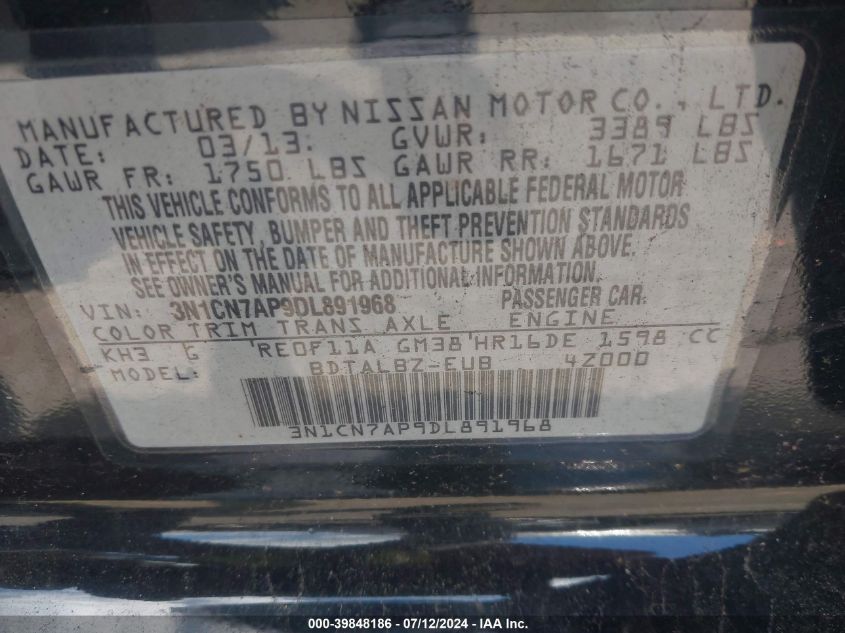 MANUFACTURED BY NISSAN MOTOR CO., LTD.
DATE: 03/13. GVWR: 3389 LBS
GAWR FR: 1750 LBS GAWR RR: 1671 LBS
THIS VEHICLE CONFORMS TO ALL APPLICABLE FEDERAL MOTOR
VEHICLE SAFETY, BUMPER AND THEFT PREVENTION STANDARDS
IN EFFECT ON THE DATE OF MANUFACTURE SHOWN ABOVE.
SEE OWNER'S MANUAL FOR ADDITIONAL INFORMATION.
VIN: 3N1CN7AP9DL891968 PASSENGER CAR.
COLOR TRIM TRANS AXLE ENGINE
KH3 G 'RE0F11A GM38'HR16DE 1598 CC
MODEL: BDTALBZ-EUB 4Z000
3N1CN7AP9DL891968
000-39848186 - 07/12/2024 - IAAI - © Copyright 2024 IAA, Inc.